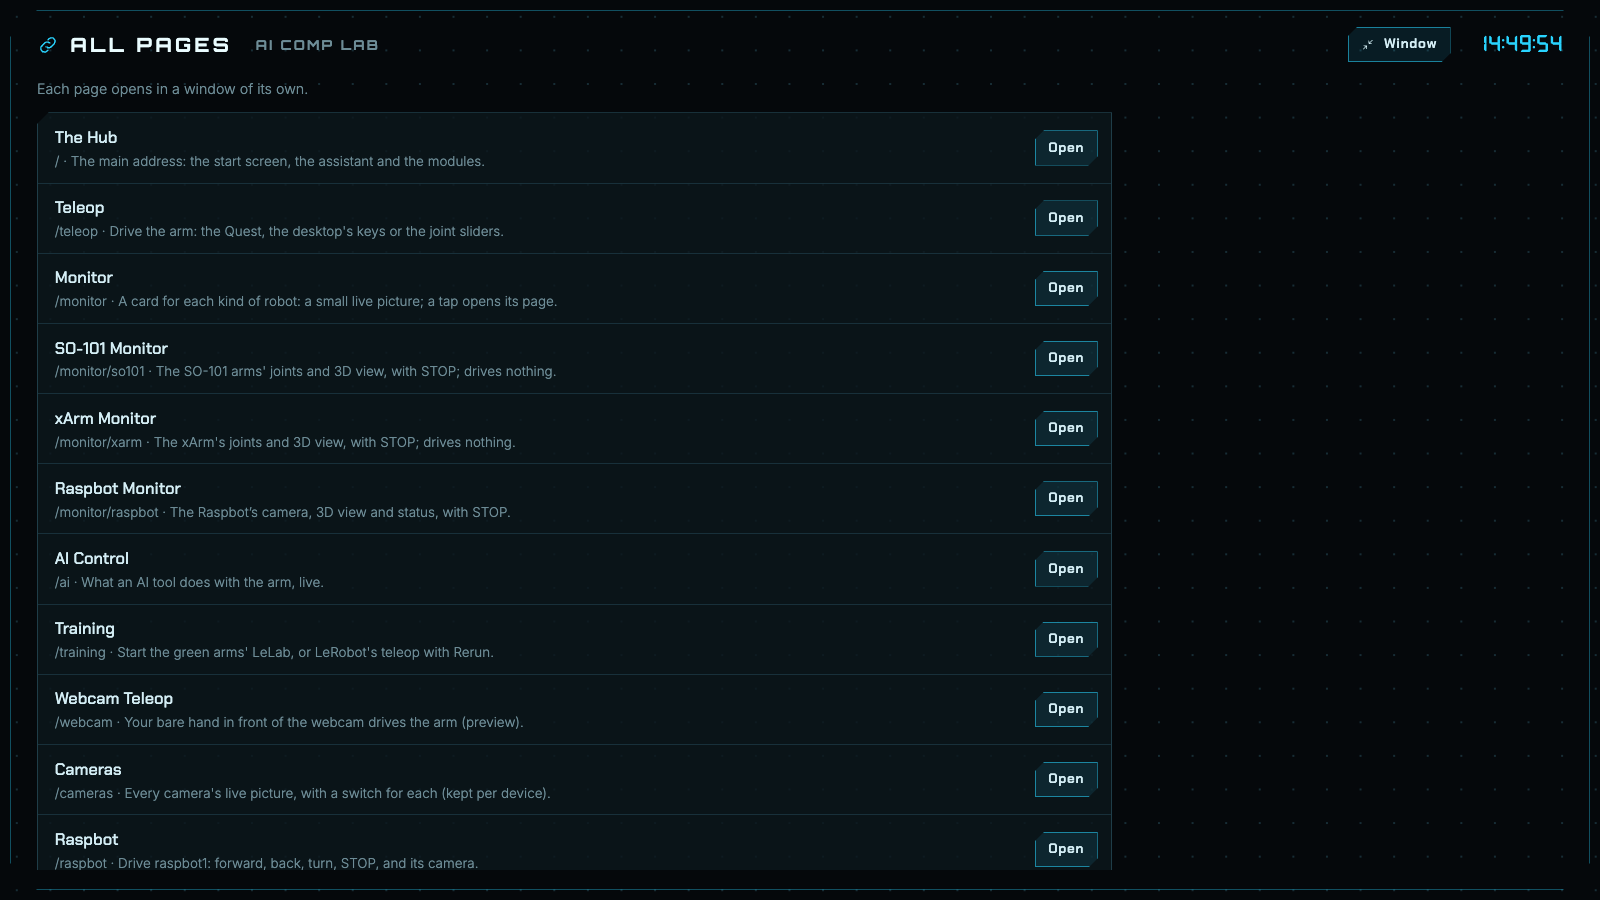 ALL PAGES AI COMP LAB
Window
14:49:54
Each page opens in a window of its own.
The Hub
/ · The main address: the start screen, the assistant and the modules.
Open
Teleop
/teleop · Drive the arm: the Quest, the desktop's keys or the joint sliders.
Open
Monitor
/monitor · A card for each kind of robot: a small live picture; a tap opens its page.
Open
SO-101 Monitor
/monitor/so101 · The SO-101 arms' joints and 3D view, with STOP; drives nothing.
Open
xArm Monitor
/monitor/xarm · The xArm's joints and 3D view, with STOP; drives nothing.
Open
Raspbot Monitor
/monitor/raspbot · The Raspbot's camera, 3D view and status, with STOP.
Open
AI Control
/ai · What an AI tool does with the arm, live.
Open
Training
/training · Start the green arms' LeLab, or LeRobot's teleop with Rerun.
Open
Webcam Teleop
/webcam · Your bare hand in front of the webcam drives the arm (preview).
Open
Cameras
/cameras · Every camera's live picture, with a switch for each (kept per device).
Open
Raspbot
/raspbot · Drive raspbot1: forward, back, turn, STOP, and its camera.
Open